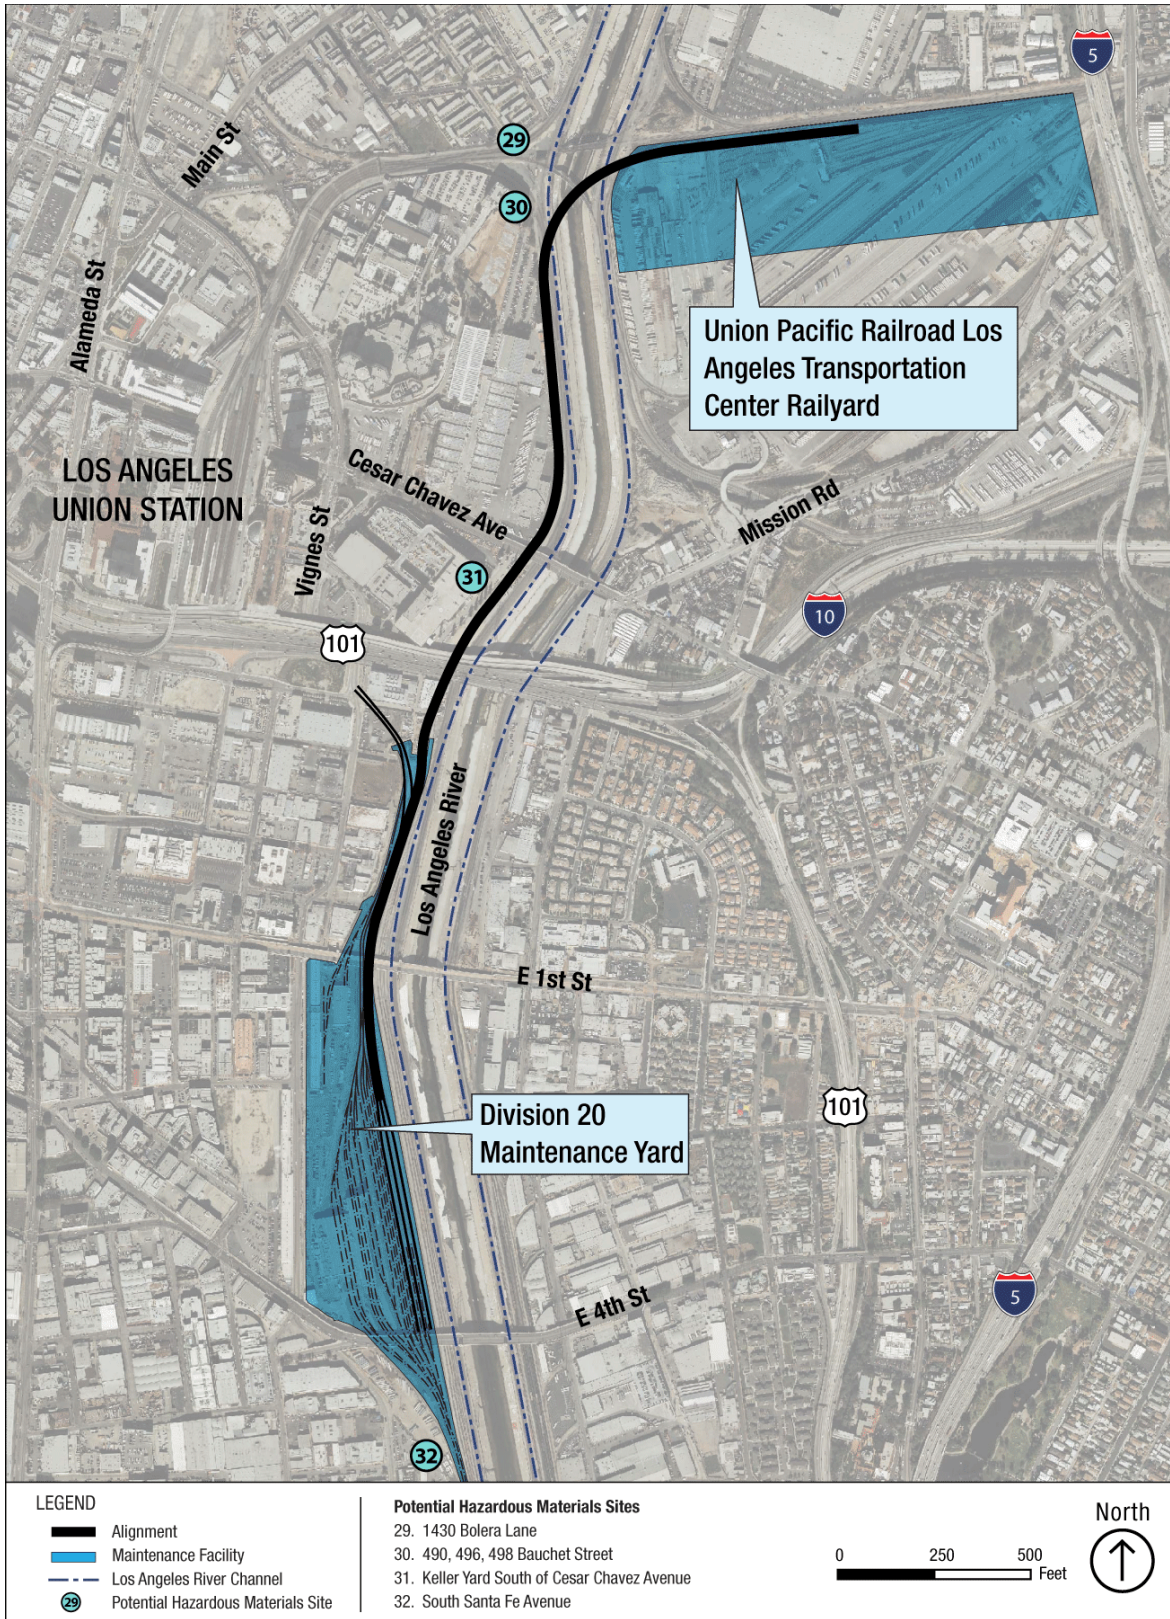 5
29
Main St
30
Alameda St
Union Pacific Railroad Los
Angeles Transportation
Center Railyard
LOS ANGELES
UNION STATION
Cesar Chavez Ave
Mission Rd
Vignes St
31
10
101
Los Angeles River
E 1st St
Division 20
Maintenance Yard
101
5
E 4th St
32
LEGEND
Alignment
Maintenance Facility
Los Angeles River Channel
29
Potential Hazardous Materials Site
Potential Hazardous Materials Sites
29. 1430 Bolera Lane
30. 490, 496, 498 Bauchet Street
31. Keller Yard South of Cesar Chavez Avenue
32. South Santa Fe Avenue
0 250 500
Feet
North